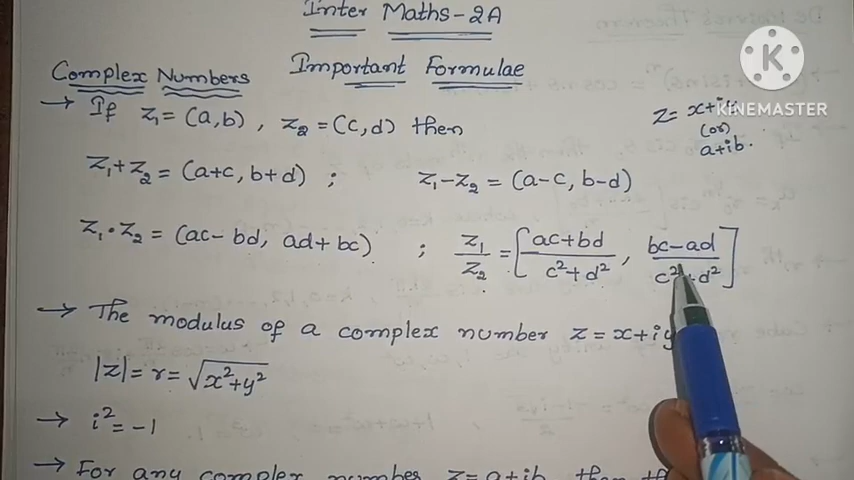 Inter Maths-2A
Complex Numbers Important Formulae
→ If z₁ = (a,b), z₂ = (c,d) then
z = x+iy
(or)
a+ib.
z₁+z₂ = (a+c, b+d) ; z₁-z₂ = (a-c, b-d)
z₁·z₂ = (ac-bd, ad+bc) ; z₁/z₂ = [(ac+bd)/(c²+d²), (bc-ad)/(c²+d²)]
→ The modulus of a complex number z = x+iy
|z| = r = √(x²+y²)
→ i² = -1
→ For any complex number z=a+ib then
KINEMASTER